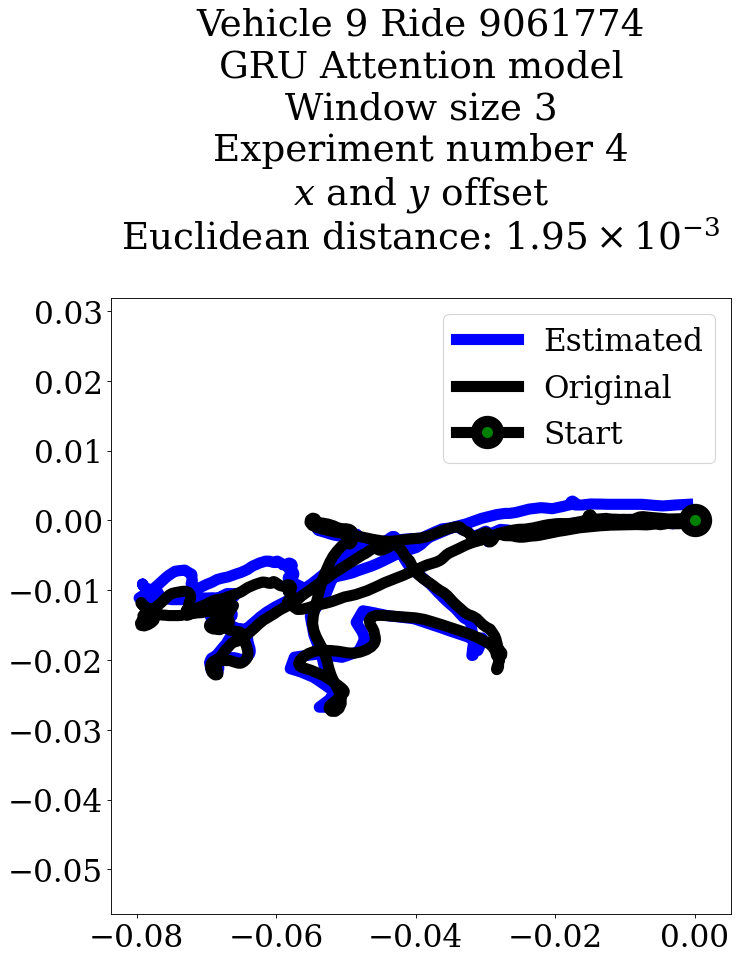 Vehicle 9 Ride 9061774
GRU Attention model
Window size 3
Experiment number 4
x and y offset
Euclidean distance: 1.95 × 10⁻³
Estimated
Original
Start
0.03
0.02
0.01
0.00
−0.01
−0.02
−0.03
−0.04
−0.05
−0.08 −0.06 −0.04 −0.02 0.00